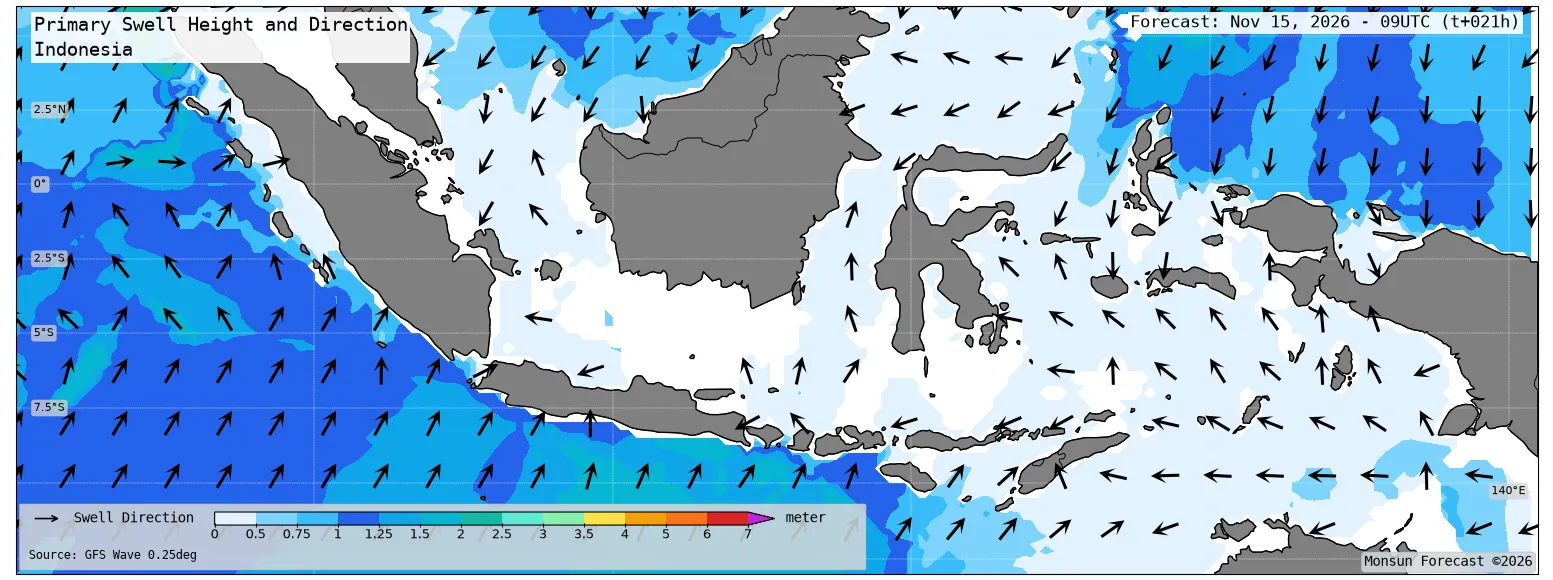 Primary Swell Height and Direction
Indonesia
Forecast: Nov 15, 2026 - 09UTC (t+021h)
2.5°N
0°
2.5°S
5°S
7.5°S
140°E
Swell Direction
meter
0 0.5 0.75 1 1.25 1.5 2 2.5 3 3.5 4 5 6 7
Source: GFS Wave 0.25deg
Monsun Forecast ©2026